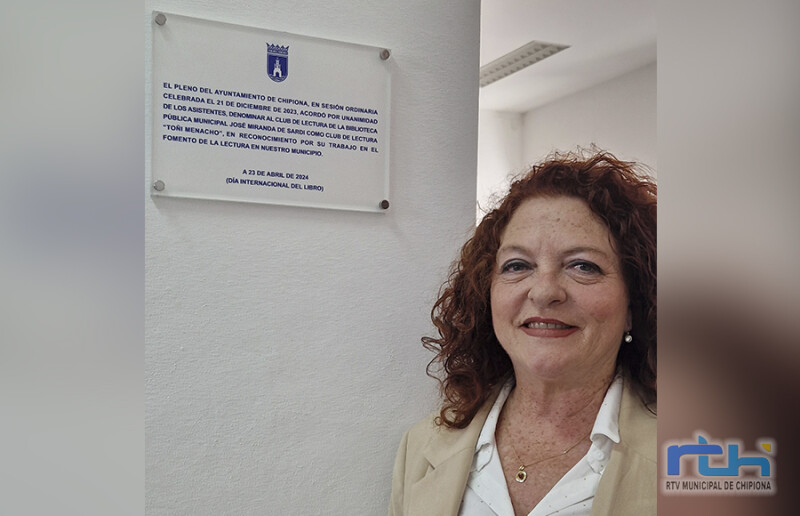 EL PLENO DEL AYUNTAMIENTO DE CHIPIONA, EN SESIÓN ORDINARIA
CELEBRADA EL 21 DE DICIEMBRE DE 2023, ACORDÓ POR UNANIMIDAD
DE LOS ASISTENTES, DENOMINAR AL CLUB DE LECTURA DE LA BIBLIOTECA
PÚBLICA MUNICIPAL JOSÉ MIRANDA DE SARDI COMO CLUB DE LECTURA
"TOÑI MENACHO", EN RECONOCIMIENTO POR SU TRABAJO EN EL
FOMENTO DE LA LECTURA EN NUESTRO MUNICIPIO.
A 23 DE ABRIL DE 2024
(DÍA INTERNACIONAL DEL LIBRO)
rth
RTV MUNICIPAL DE CHIPIONA